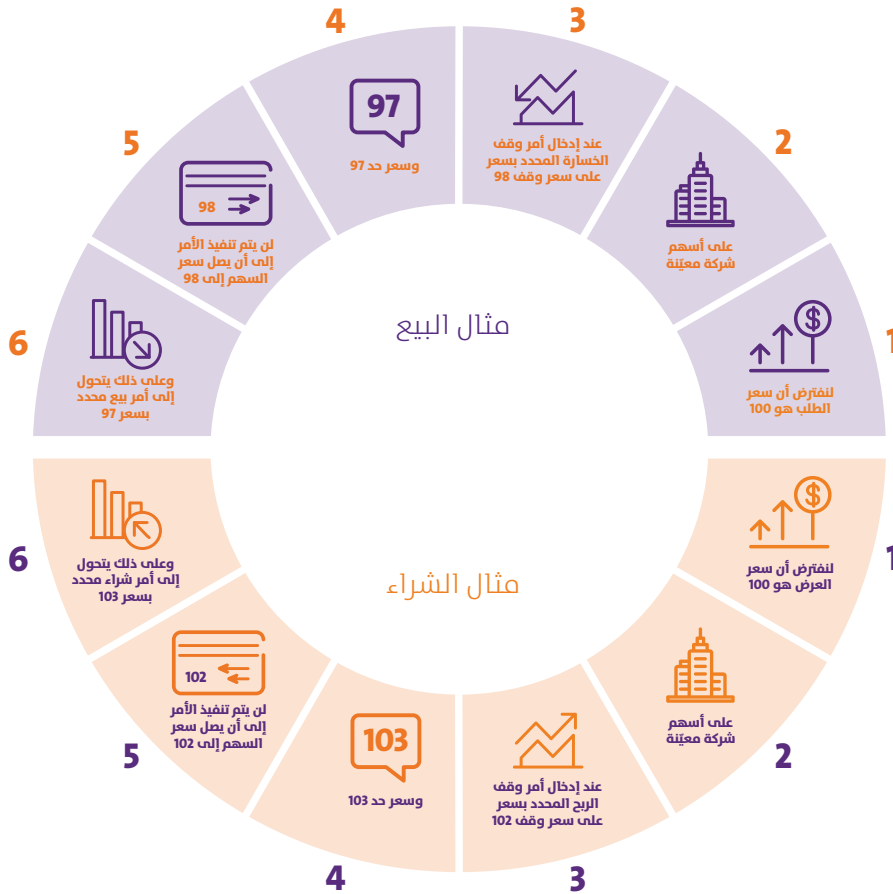 مثال البيع
1
لنفترض أن سعر
الطلب هو 100
2
على أسهم
شركة معيّنة
3
عند إدخال أمر وقف
الخسارة المحدد بسعر
على سعر وقف 98
4
97
وسعر حد 97
5
98
لن يتم تنفيذ الأمر
إلى أن يصل سعر
السهم إلى 98
6
وعلى ذلك يتحول
إلى أمر بيع محدد
بسعر 97
مثال الشراء
1
لنفترض أن سعر
العرض هو 100
2
على أسهم
شركة معيّنة
3
عند إدخال أمر وقف
الربح المحدد بسعر
على سعر وقف 102
4
103
وسعر حد 103
5
102
لن يتم تنفيذ الأمر
إلى أن يصل سعر
السهم إلى 102
6
وعلى ذلك يتحول
إلى أمر شراء محدد
بسعر 103